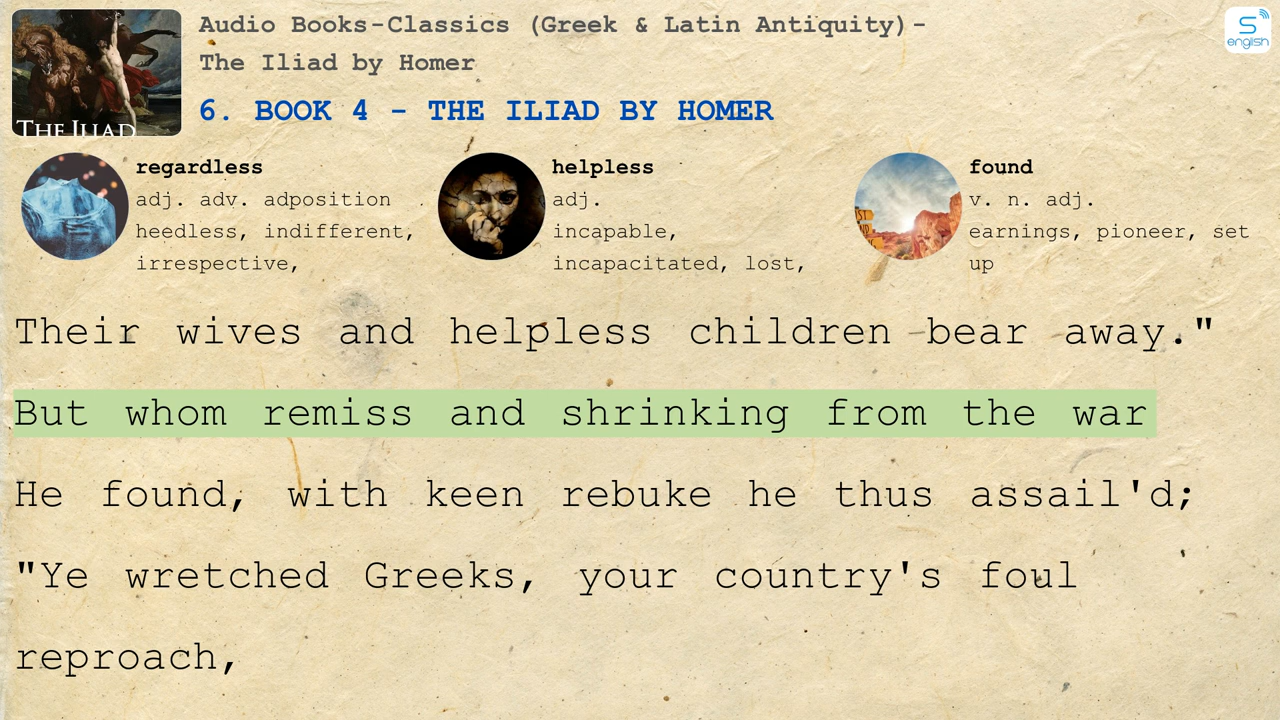 Audio Books-Classics (Greek & Latin Antiquity)-
The Iliad by Homer
6. BOOK 4 - THE ILIAD BY HOMER
THE ILIAD
S
english
regardless
adj. adv. adposition
heedless, indifferent,
irrespective,
helpless
adj.
incapable,
incapacitated, lost,
found
v. n. adj.
earnings, pioneer, set
up
Their wives and helpless children bear away."
But whom remiss and shrinking from the war
He found, with keen rebuke he thus assail'd;
"Ye wretched Greeks, your country's foul
reproach,